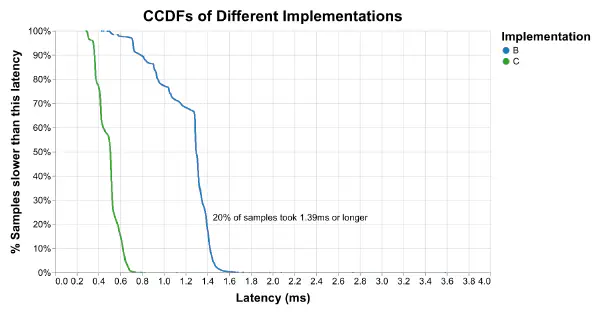 CCDFs of Different Implementations
Implementation
B
C
% Samples slower than this latency
100%
90%
80%
70%
60%
50%
40%
30%
20%
10%
0%
20% of samples took 1.39ms or longer
0.0 0.2 0.4 0.6 0.8 1.0 1.2 1.4 1.6 1.8 2.0 2.2 2.4 2.6 2.8 3.0 3.2 3.4 3.6 3.8 4.0
Latency (ms)